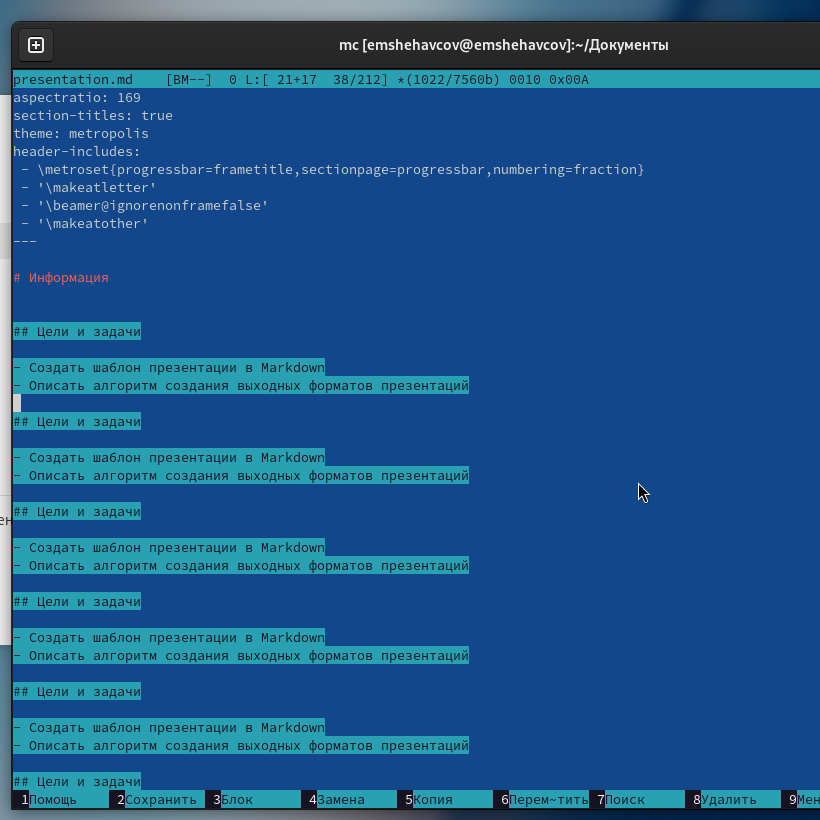 mc [emshehavcov@emshehavcov]:~/Документы
presentation.md [BM--] 0 L:[ 21+17 38/212] *(1022/7560b) 0010 0x00A
aspectratio: 169
section-titles: true
theme: metropolis
header-includes:
- \metroset{progressbar=frametitle,sectionpage=progressbar,numbering=fraction}
- '\makeatletter'
- '\beamer@ignorenonframefalse'
- '\makeatother'
---
# Информация
## Цели и задачи
- Создать шаблон презентации в Markdown
- Описать алгоритм создания выходных форматов презентаций
## Цели и задачи
- Создать шаблон презентации в Markdown
- Описать алгоритм создания выходных форматов презентаций
## Цели и задачи
- Создать шаблон презентации в Markdown
- Описать алгоритм создания выходных форматов презентаций
## Цели и задачи
- Создать шаблон презентации в Markdown
- Описать алгоритм создания выходных форматов презентаций
## Цели и задачи
- Создать шаблон презентации в Markdown
- Описать алгоритм создания выходных форматов презентаций
## Цели и задачи
1Помощь 2Сохранить 3Блок 4Замена 5Копия 6Перем~тить 7Поиск 8Удалить 9Мен